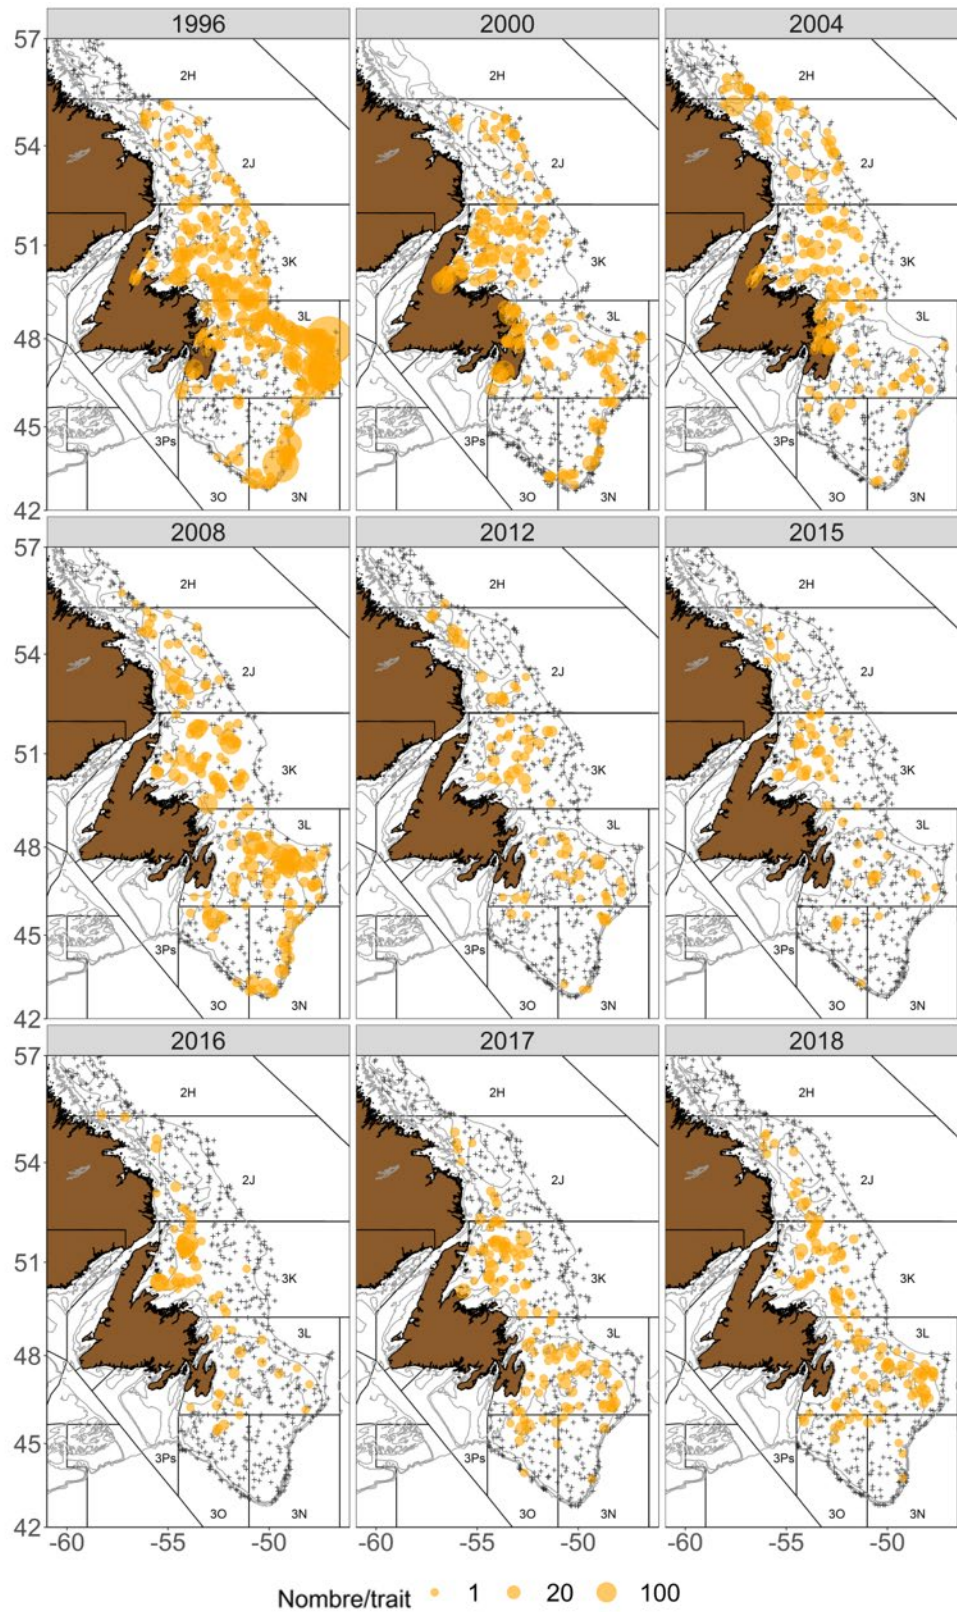 1996 2000 2004
57 2H 2H 2H
54 2J 2J 2J
51 3K 3K 3K
3L 3L 3L
48
45 3Ps 3Ps 3Ps
3O 3N 3O 3N 3O 3N
42
2008 2012 2015
57 2H 2H 2H
54 2J 2J 2J
51 3K 3K 3K
3L 3L 3L
48
45 3Ps 3Ps 3Ps
3O 3N 3O 3N 3O 3N
42
2016 2017 2018
57 2H 2H 2H
54 2J 2J 2J
51 3K 3K 3K
3L 3L 3L
48
45 3Ps 3Ps 3Ps
3O 3N 3O 3N 3O 3N
42
-60 -55 -50 -60 -55 -50 -60 -55 -50
Nombre/trait 1 20 100